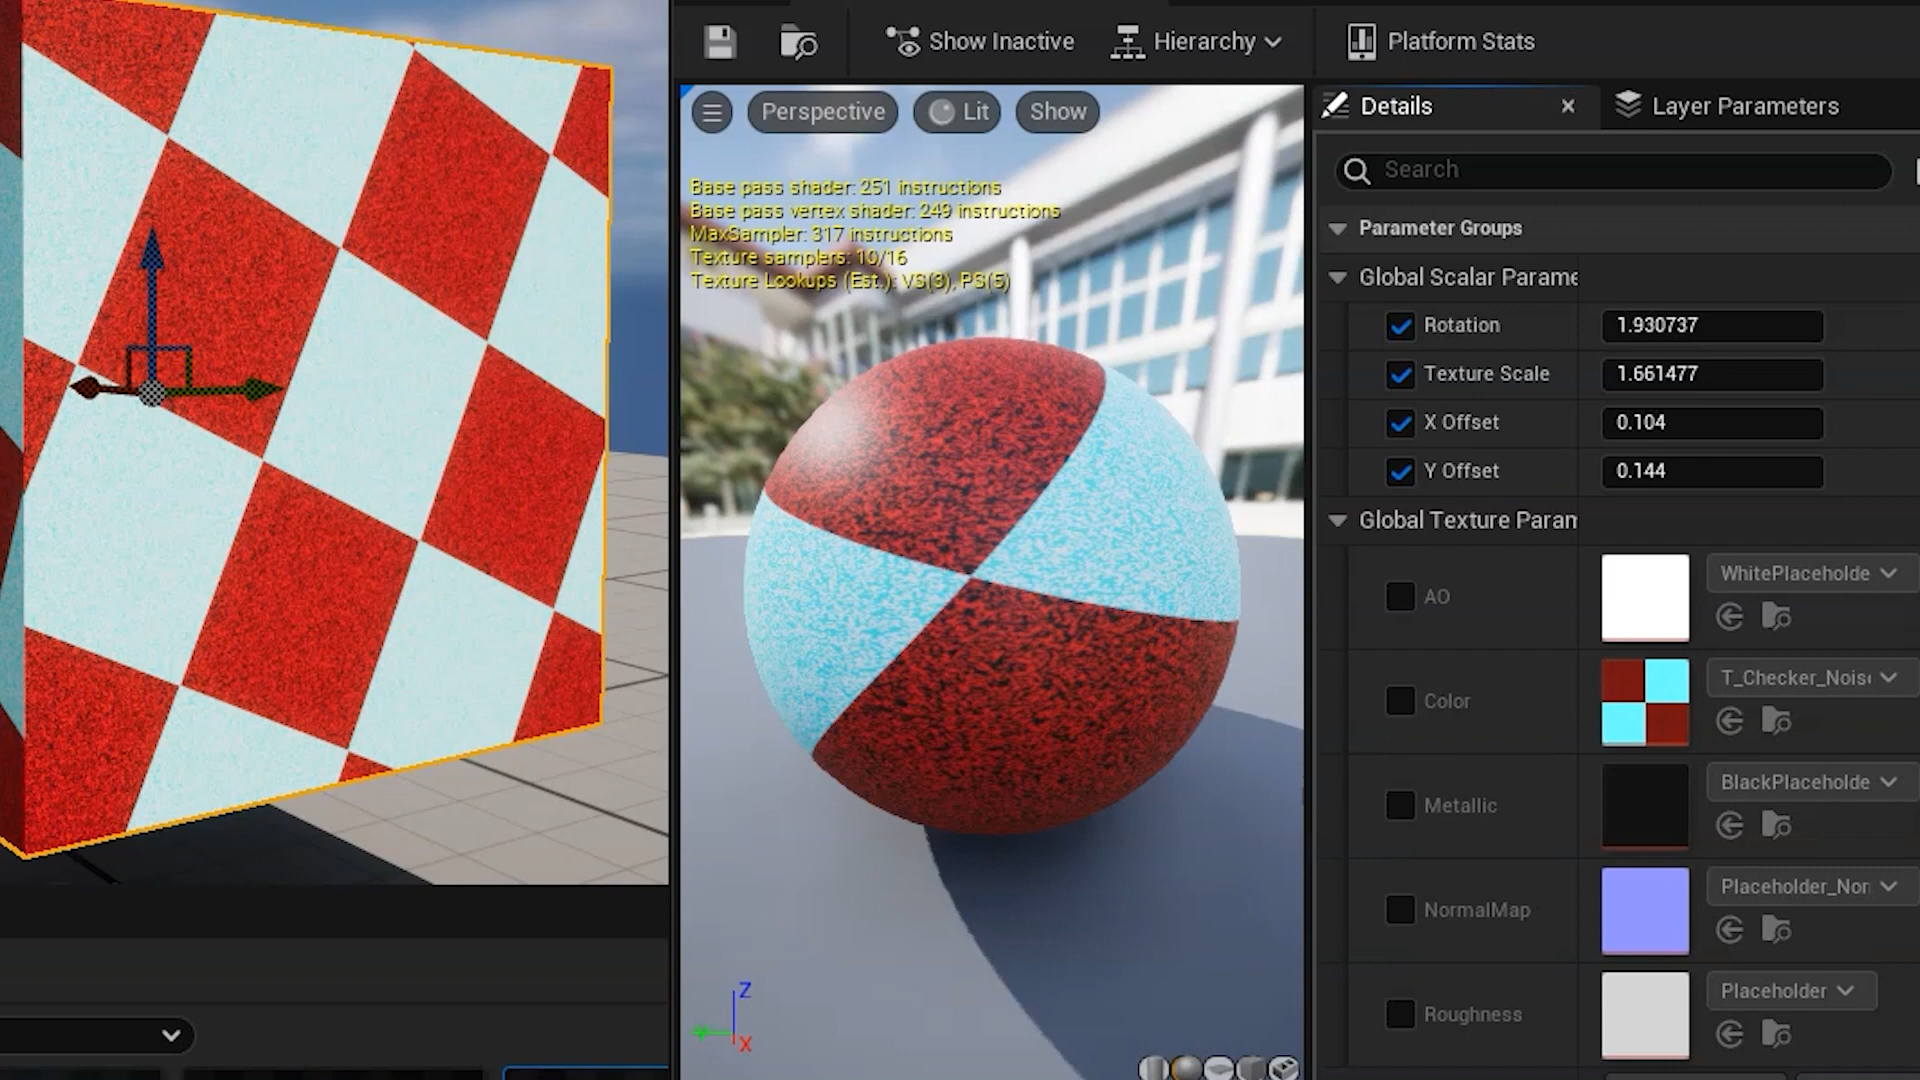 Show Inactive
Hierarchy
Platform Stats
Perspective
Lit
Show
Base pass shader: 251 instructions
Base pass vertex shader: 249 instructions
MaxSampler: 317 instructions
Texture samplers: 10/16
Texture Lookups (Est.): VS(3), PS(5)
Z
X
Details
Layer Parameters
Search
Parameter Groups
Global Scalar Parame
Rotation 1.930737
Texture Scale 1.661477
X Offset 0.104
Y Offset 0.144
Global Texture Param
AO WhitePlaceholde
Color T_Checker_Nois
Metallic BlackPlaceholde
NormalMap Placeholder_Nor
Roughness Placeholder